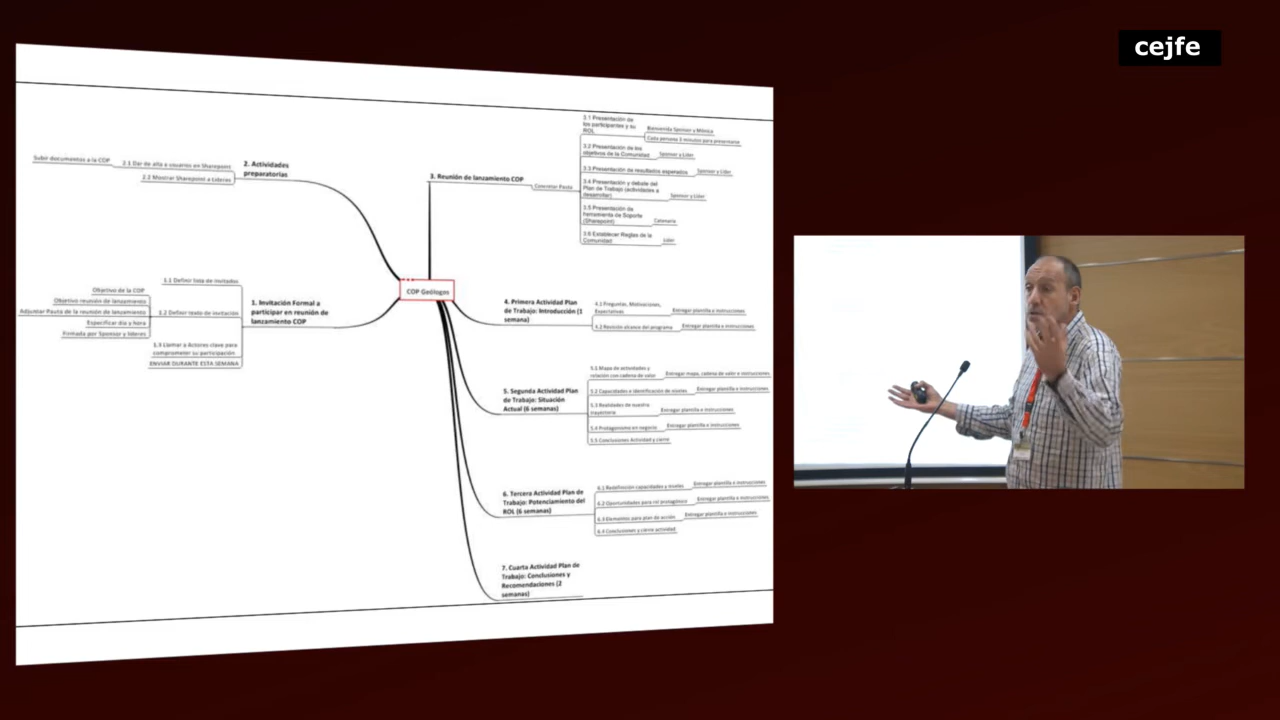 cejfe
COP Geólogos
1. Invitación Formal a
participar en reunión de
lanzamiento COP
1.1 Definir lista de invitados
1.2 Definir texto de invitación
Objetivo de la COP
Objetivo reunión de lanzamiento
Adjuntar Pauta de la reunión de lanzamiento
Especificar día y hora
Firmada por Sponsor y líderes
1.3 Llamar a Actores clave para
comprometer su participación
ENVIAR DURANTE ESTA SEMANA
2. Actividades
preparatorias
2.1 Dar de alta a usuarios en Sharepoint
Subir documentos a la COP
2.2 Mostrar Sharepoint a Líderes
3. Reunión de lanzamiento COP
Concretar Pauta
3.1 Presentación de
los participantes y su
ROL
Bienvenida Sponsor y Mónica
Cada persona 3 minutos para presentarse
3.2 Presentación de los
objetivos de la Comunidad
Sponsor y Líder
3.3 Presentación de resultados esperados
Sponsor y Líder
3.4 Presentación y debate del
Plan de Trabajo (actividades a
desarrollar)
Sponsor y Líder
3.5 Presentación de
herramienta de Soporte
(Sharepoint)
3.6 Establecer Reglas de la
Comunidad
Líder
4. Primera Actividad Plan
de Trabajo: Introducción (1
semana)
4.1 Preguntas, Motivaciones,
Expectativas
Entregar plantilla e instrucciones
4.2 Revisión alcance del programa
Entregar plantilla e instrucciones
5. Segunda Actividad Plan
de Trabajo: Situación
Actual (6 semanas)
5.1 Mapa de actividades y
relación con cadena de valor
Entregar mapa, cadena de valor e instrucciones
5.2 Capacidades e identificación de niveles
Entregar plantilla e instrucciones
5.3 Realidades de nuestra
trayectoria
Entregar plantilla e instrucciones
5.4 Protagonismo en negocio
Entregar plantilla e instrucciones
5.5 Conclusiones Actividad y cierre
6. Tercera Actividad Plan de
Trabajo: Potenciamiento del
ROL (6 semanas)
6.1 Redefinición capacidades y niveles
Entregar plantilla e instrucciones
6.2 Oportunidades para rol protagónico
Entregar plantilla e instrucciones
6.3 Elementos para plan de acción
Entregar plantilla e instrucciones
6.4 Conclusiones y cierre actividad
7. Cuarta Actividad Plan de
Trabajo: Conclusiones y
Recomendaciones (2
semanas)